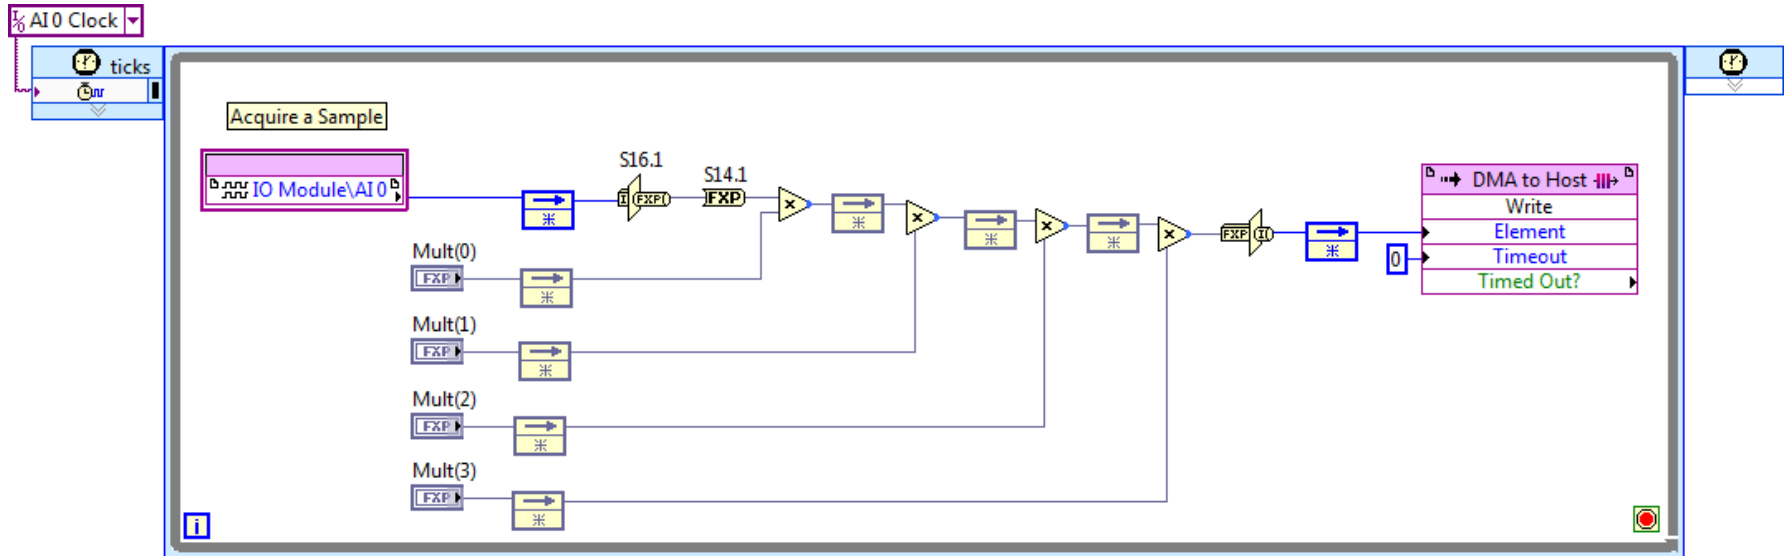 AI0 Clock
ticks
Acquire a Sample
IO Module\AI0
S16.1
S14.1
I
FXP
FXP
x
x
x
x
FXP
I
DMA to Host
Write
Element
Timeout
0
Timed Out?
Mult(0)
FXP
Mult(1)
FXP
Mult(2)
FXP
Mult(3)
FXP
i